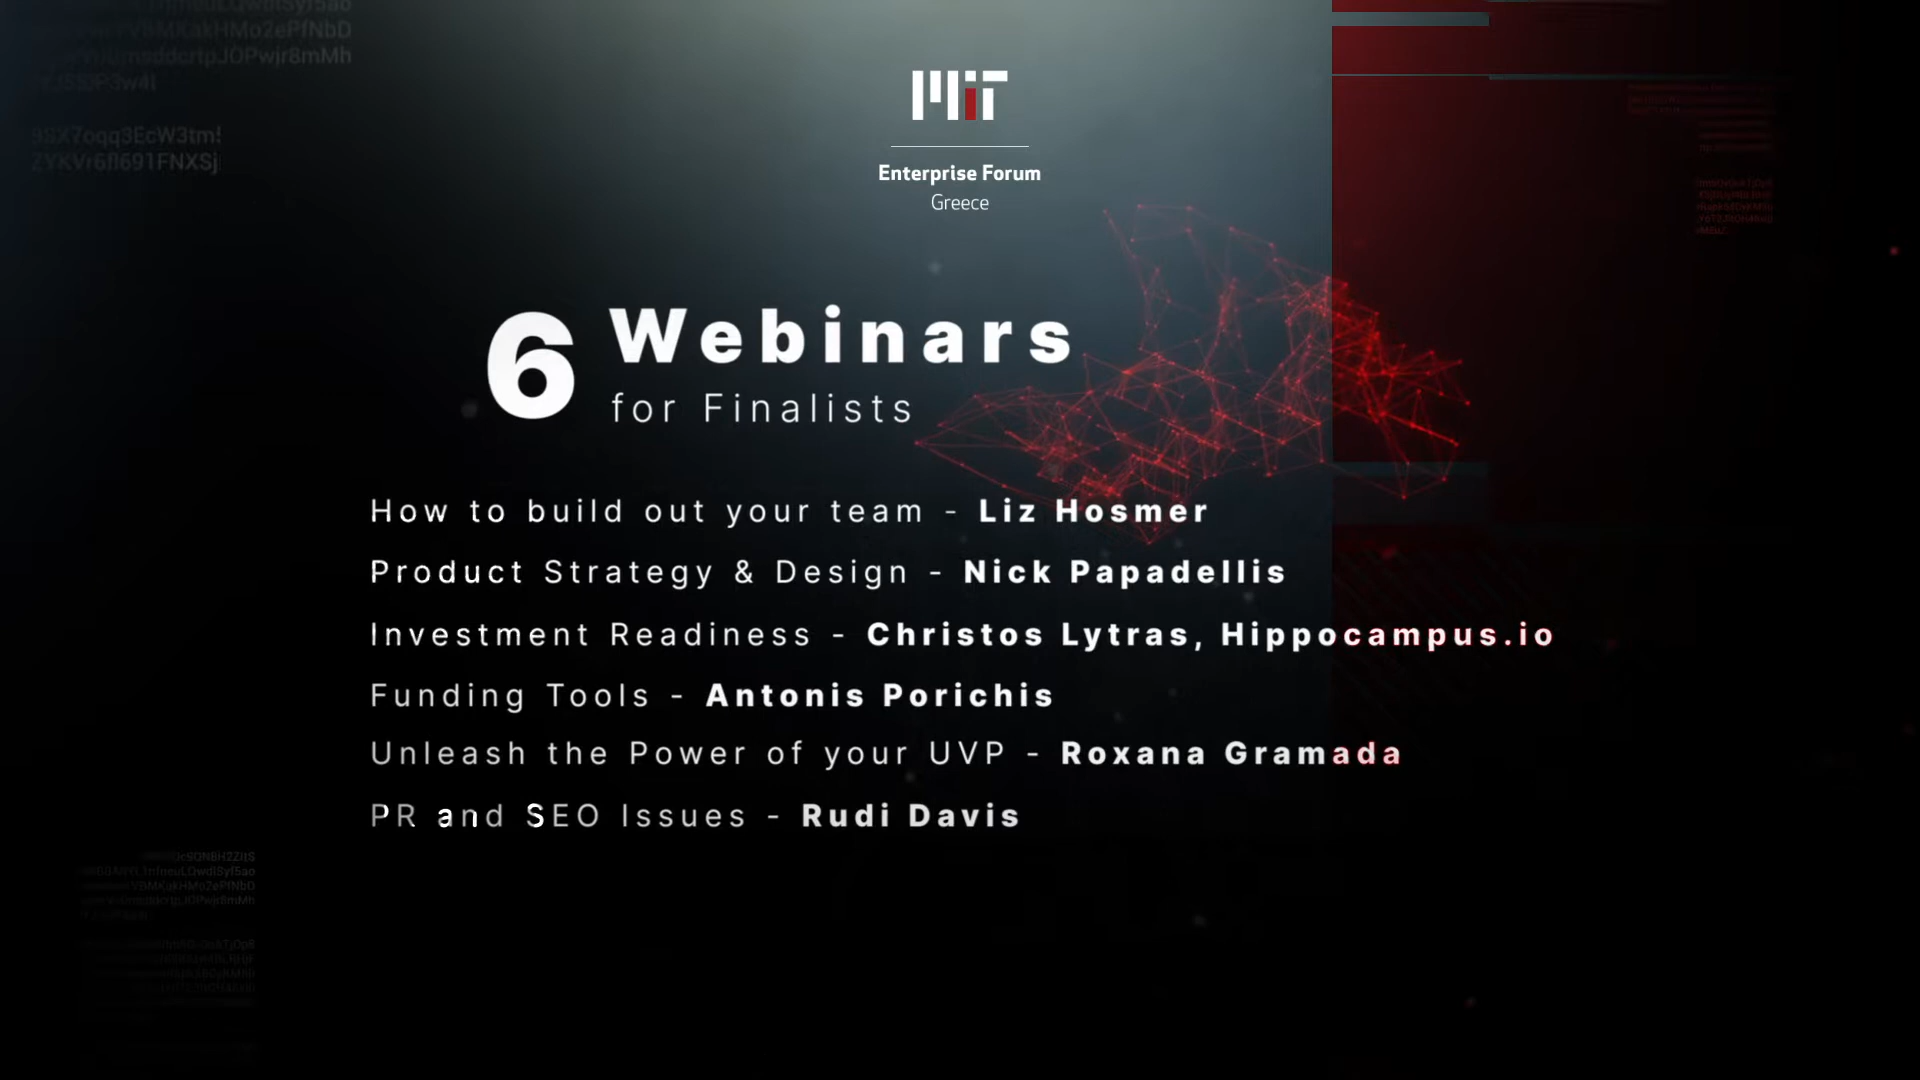 MIT
Enterprise Forum
Greece
6 Webinars
for Finalists
How to build out your team - Liz Hosmer
Product Strategy & Design - Nick Papadellis
Investment Readiness - Christos Lytras, Hippocampus.io
Funding Tools - Antonis Porichis
Unleash the Power of your UVP - Roxana Gramada
PR and SEO Issues - Rudi Davis